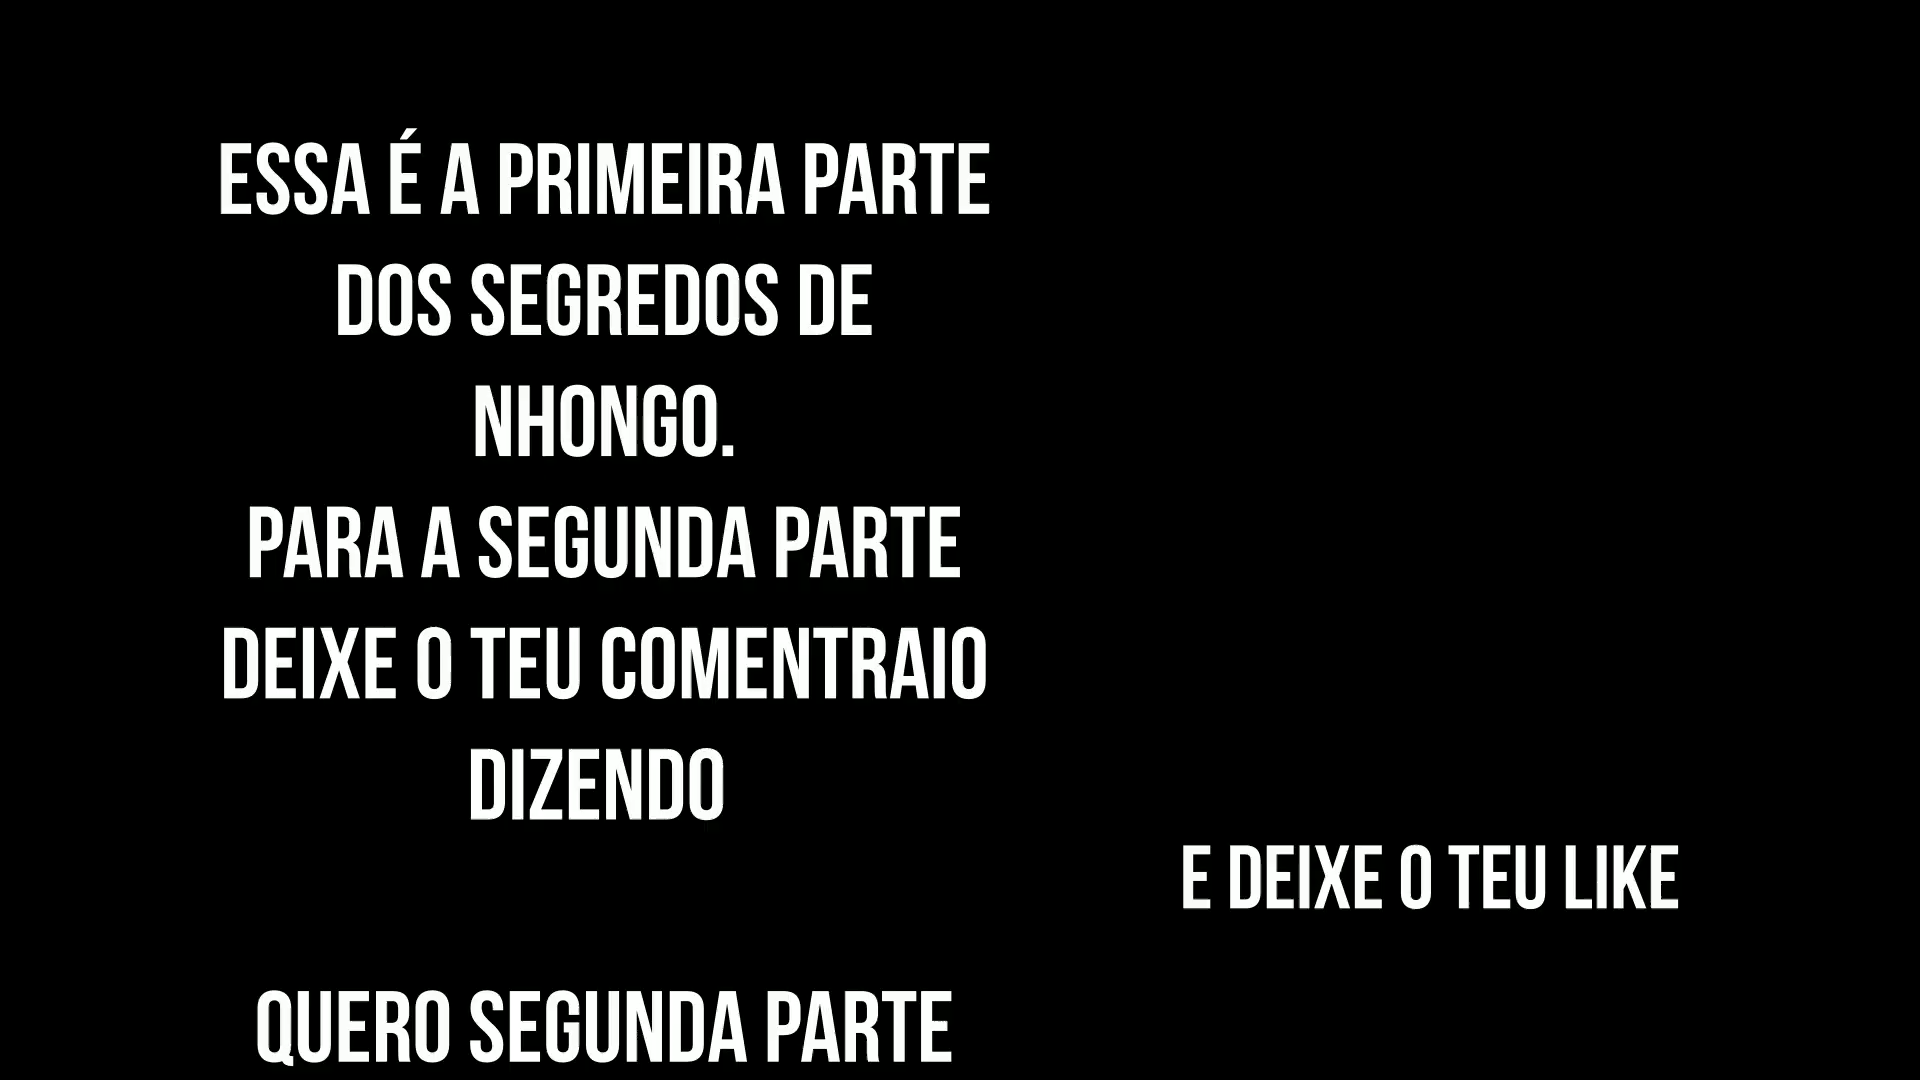 ESSA É A PRIMEIRA PARTE
DOS SEGREDOS DE
NHONGO.
PARA A SEGUNDA PARTE
DEIXE O TEU COMENTRAIO
DIZENDO
E DEIXE O TEU LIKE
QUERO SEGUNDA PARTE